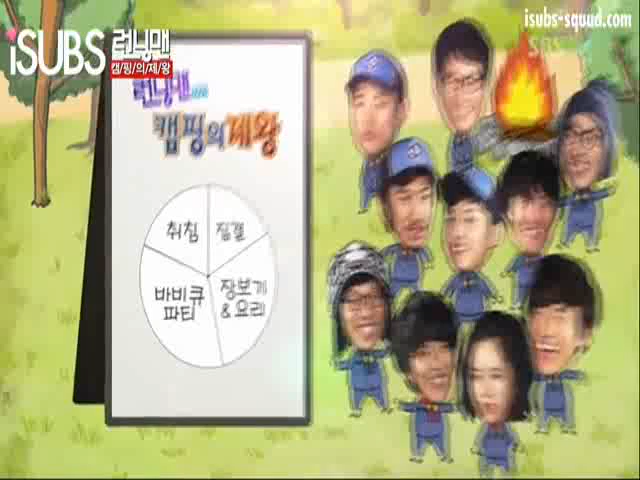 iSUBS
런닝맨
캠핑의제왕
isubs-squad.com
SBS
런닝맨
캠핑의제왕
취침
집결
바비큐
파티
장보기
&요리